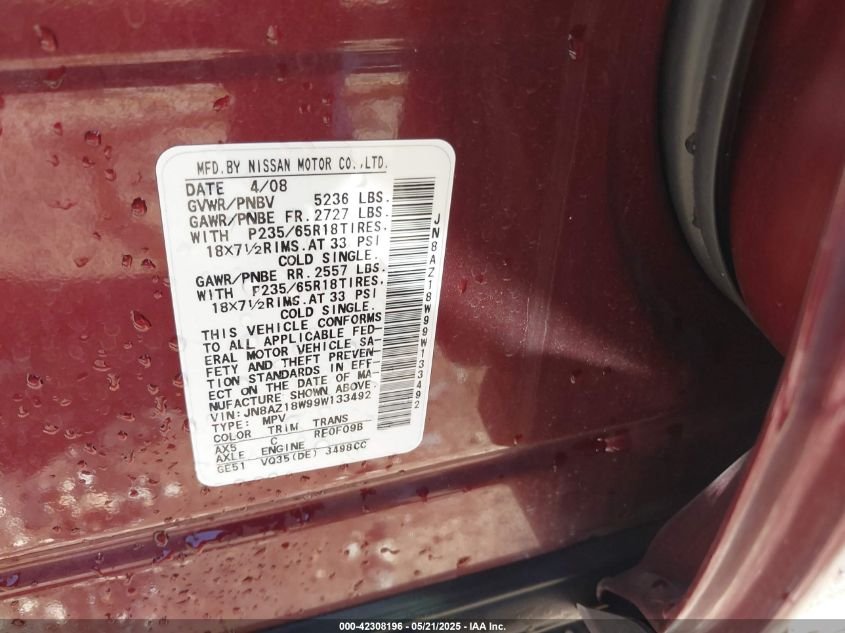 MFD.BY NISSAN MOTOR CO.,LTD.
DATE 4/08
GVWR/PNBV 5236 LBS.
GAWR/PNBE FR. 2727 LBS.
WITH P235/65R18TIRES.
18X7 1/2RIMS.AT 33 PSI
COLD SINGLE.
GAWR/PNBE RR. 2557 LBS.
WITH P235/65R18TIRES.
18X7 1/2RIMS.AT 33 PSI
COLD SINGLE.
THIS VEHICLE CONFORMS
TO ALL APPLICABLE FED-
ERAL MOTOR VEHICLE SA-
FETY AND THEFT PREVEN-
TION STANDARDS IN EFF-
ECT ON THE DATE OF MA-
NUFACTURE SHOWN ABOVE.
VIN: JN8AZ18W99W133492
TYPE: MPV
COLOR TRIM TRANS
AX5 C RE0F09B
AXLE ENGINE
GE51 VQ35(DE) 3498CC
JN8AZ18W99W133492
000-42308196 - 05/21/2025 - IAA Inc.